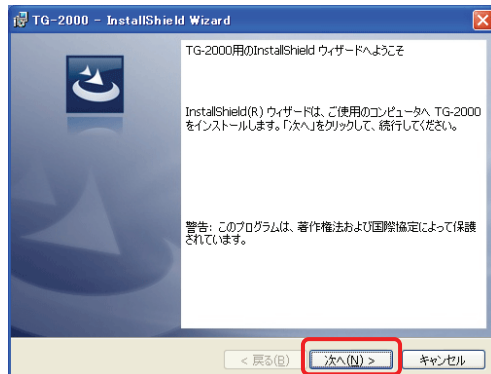 TG-2000 - InstallShield Wizard
TG-2000用のInstallShield ウィザードへようこそ
InstallShield(R) ウィザードは、ご使用のコンピュータへ TG-2000
をインストールします。「次へ」をクリックして、続行してください。
警告: このプログラムは、著作権法および国際協定によって保護
されています。
< 戻る(B) 次へ(N) > キャンセル